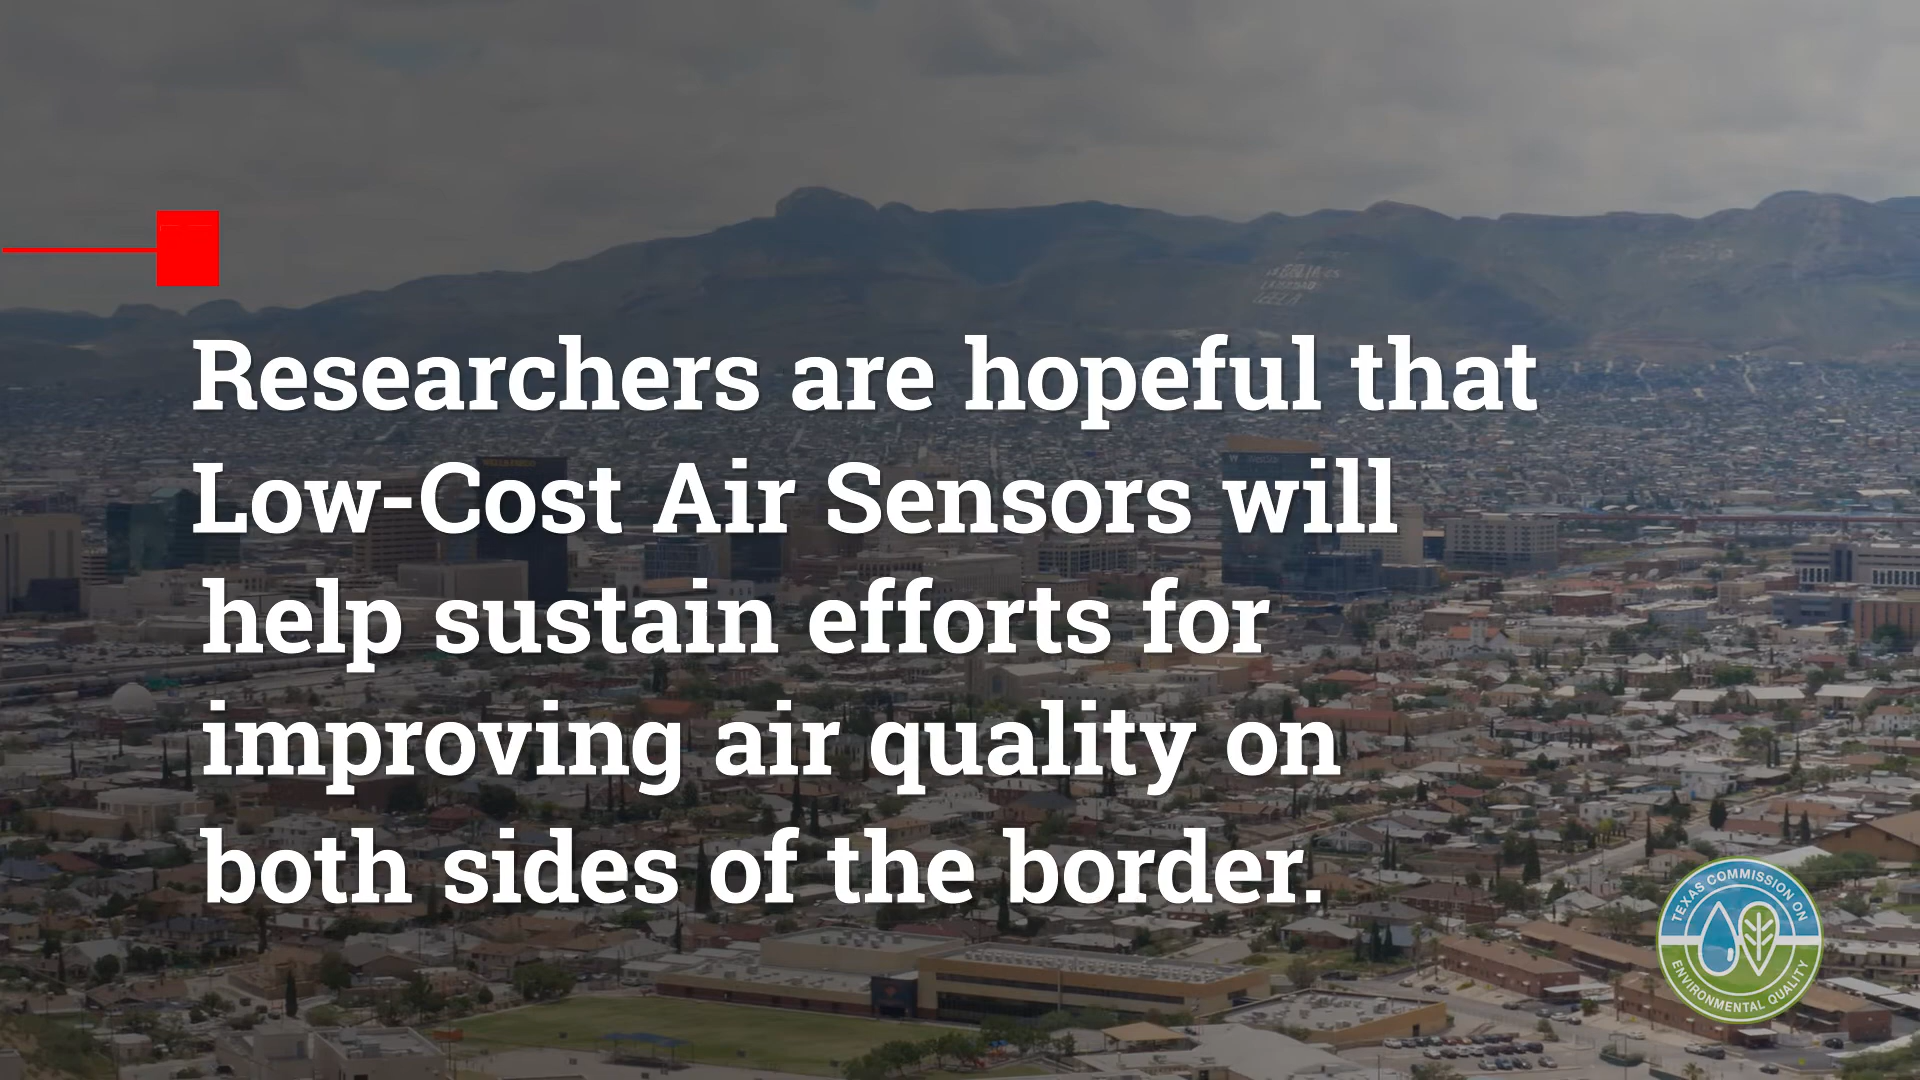 Researchers are hopeful that
Low-Cost Air Sensors will
help sustain efforts for
improving air quality on
both sides of the border.
TEXAS COMMISSION ON
ENVIRONMENTAL QUALITY